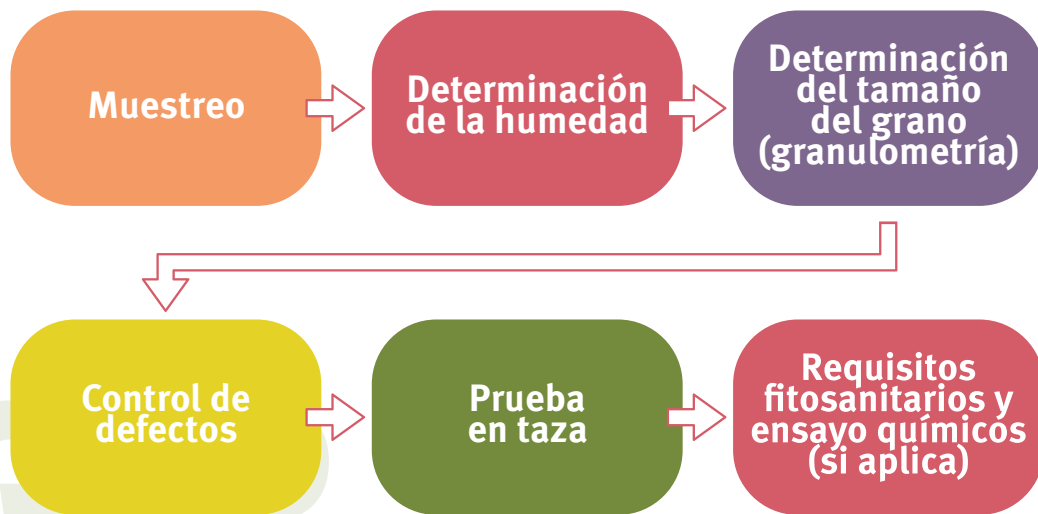 Muestreo
Determinación
de la humedad
Determinación
del tamaño
del grano
(granulometría)
Control de
defectos
Prueba
en taza
Requisitos
fitosanitarios y
ensayo químicos
(si aplica)